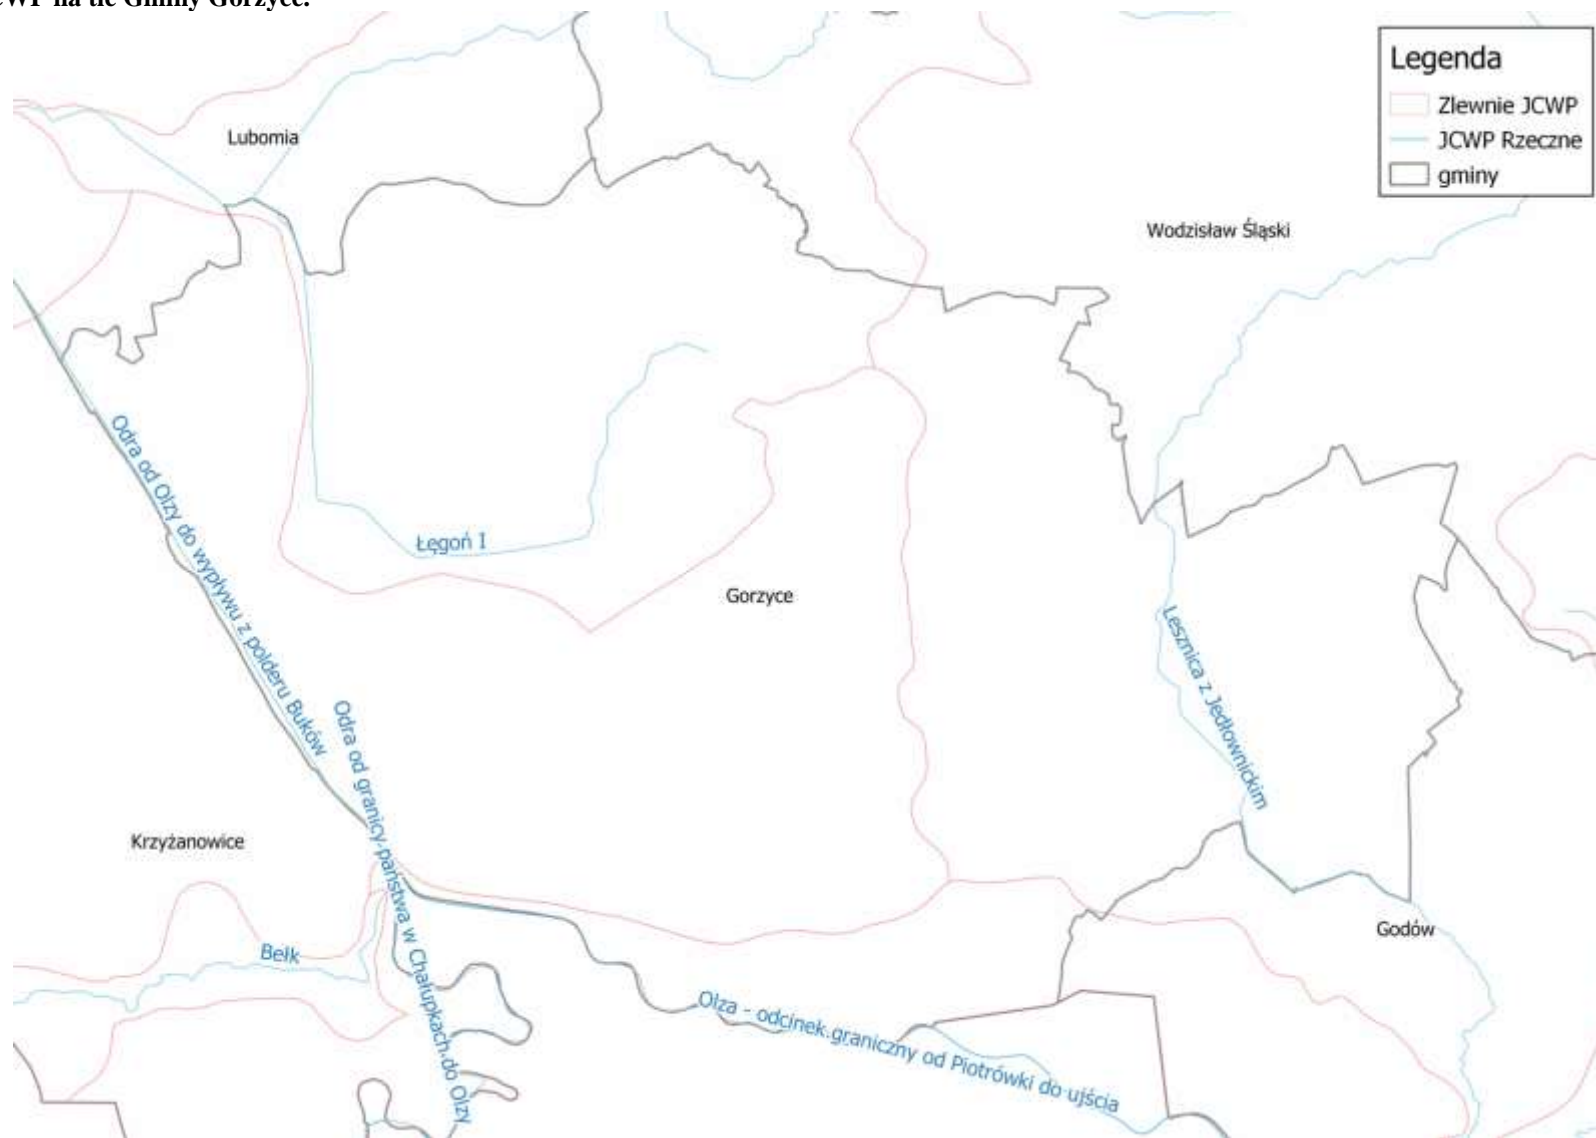 na tle Gminy Gorzyce.
Legenda
Zlewnie JCWP
JCWP Rzeczne
gminy
Lubomia
Wodzisław Śląski
Odra od Olzy do wypływu z polderu Buków
Łęgoń I
Gorzyce
Lesznica z Jedłownickim
Odra od granicy państwa w Chałupkach do Olzy
Krzyżanowice
Bełk
Godów
Olza - odcinek graniczny od Piotrówki do ujścia